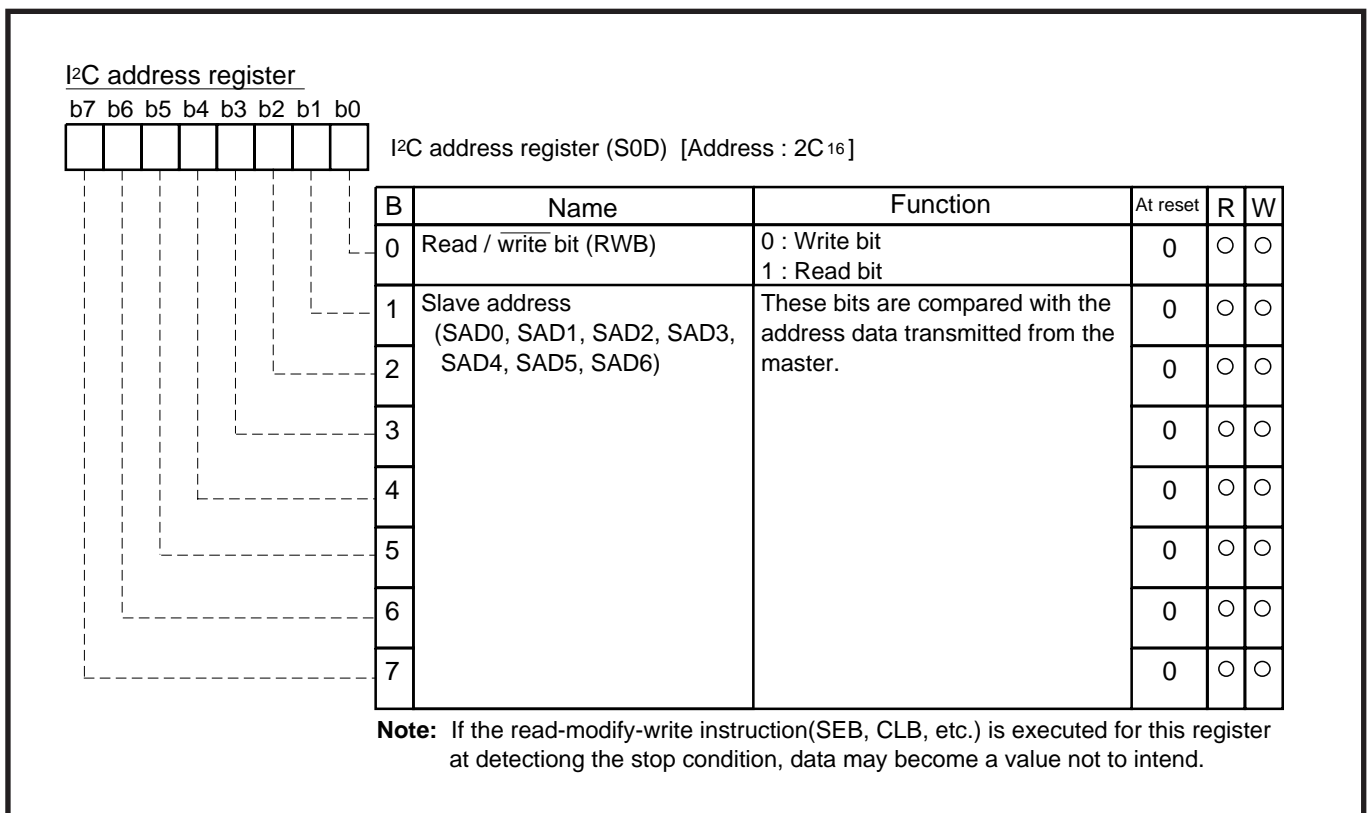 I2C address register
b7 b6 b5 b4 b3 b2 b1 b0
I2C address register (S0D) [Address : 2C16]
B Name Function At reset R W
0 Read / write bit (RWB) 0 : Write bit 0 ○ ○
1 : Read bit
1 Slave address These bits are compared with the 0 ○ ○
(SAD0, SAD1, SAD2, SAD3, address data transmitted from the
SAD4, SAD5, SAD6) master.
2 0 ○ ○
3 0 ○ ○
4 0 ○ ○
5 0 ○ ○
6 0 ○ ○
7 0 ○ ○
Note: If the read-modify-write instruction(SEB, CLB, etc.) is executed for this register
at detectiong the stop condition, data may become a value not to intend.